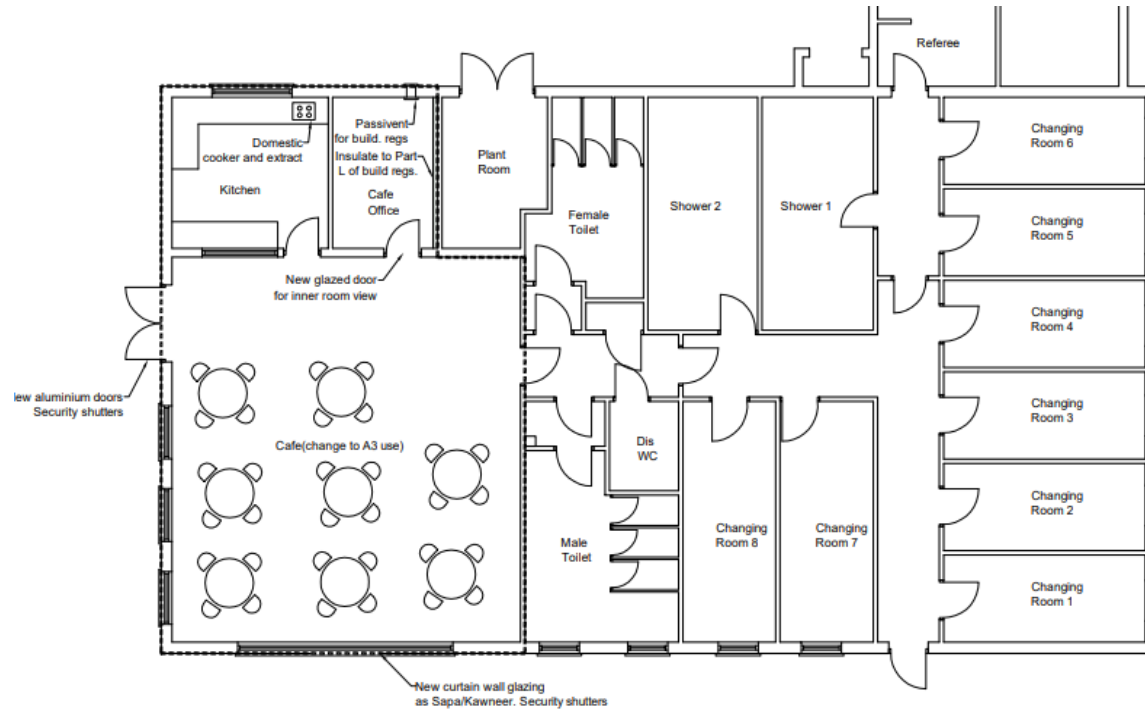 Referee
Domestic
cooker and extract
Kitchen
Passivent
for build. regs
Insulate to Part
L of build regs.
Cafe
Office
Plant
Room
Female
Toilet
Shower 2
Shower 1
Changing
Room 6
Changing
Room 5
New glazed door
for inner room view
Changing
Room 4
lew aluminium doors
Security shutters
Changing
Room 3
Cafe(change to A3 use)
Dis
WC
Changing
Room 2
Male
Toilet
Changing
Room 8
Changing
Room 7
Changing
Room 1
New curtain wall glazing
as Sapa/Kawneer. Security shutters